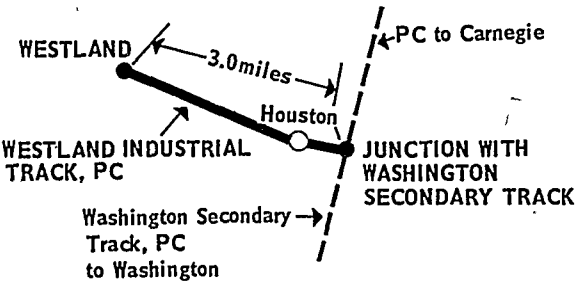 PC to Carnegie
WESTLAND
3.0miles
Houston
WESTLAND INDUSTRIAL
TRACK, PC
JUNCTION WITH
WASHINGTON
SECONDARY TRACK
Washington Secondary
Track, PC
to Washington